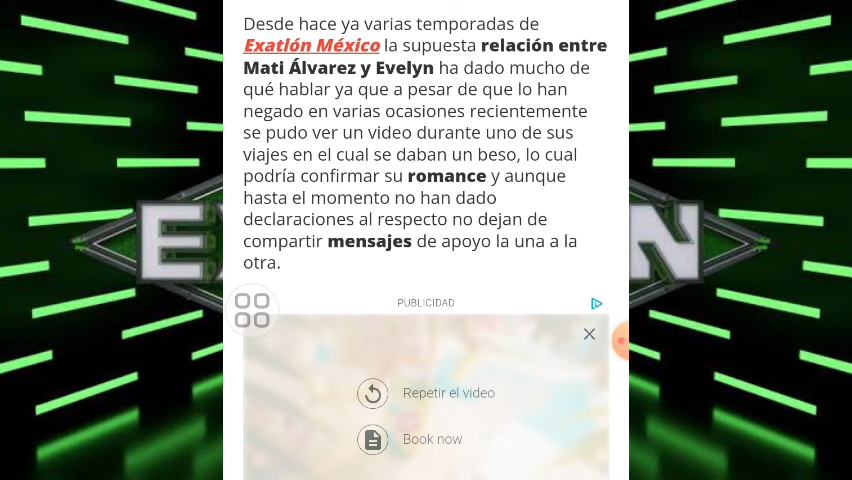 Desde hace ya varias temporadas de
Exatlón México la supuesta relación entre
Mati Álvarez y Evelyn ha dado mucho de
qué hablar ya que a pesar de que lo han
negado en varias ocasiones recientemente
se pudo ver un video durante uno de sus
viajes en el cual se daban un beso, lo cual
podría confirmar su romance y aunque
hasta el momento no han dado
declaraciones al respecto no dejan de
compartir mensajes de apoyo la una a la
otra.
PUBLICIDAD
Repetir el video
Book now